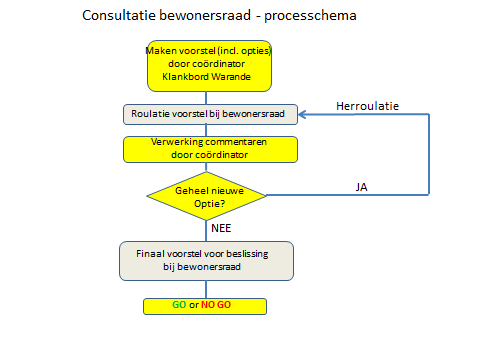 Consultatie bewonersraad - processchema
Maken voorstel (incl. opties)
door coördinator
Klankbord Warande
Roulatie voorstel bij bewonersraad
Herroulatie
Verwerking commentaren
door coördinator
Geheel nieuwe
Optie?
JA
NEE
Finaal voorstel voor beslissing
bij bewonersraad
GO or NO GO